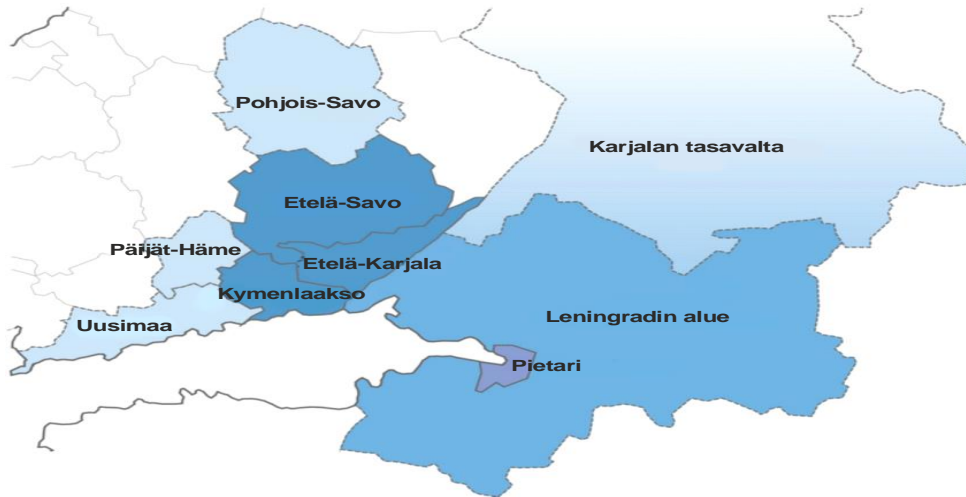 Pohjois-Savo
Karjalan tasavalta
Etelä-Savo
Pärjät-Häme
Etelä-Karjala
Kymenlaakso
Uusimaa
Leningradin alue
Pietari